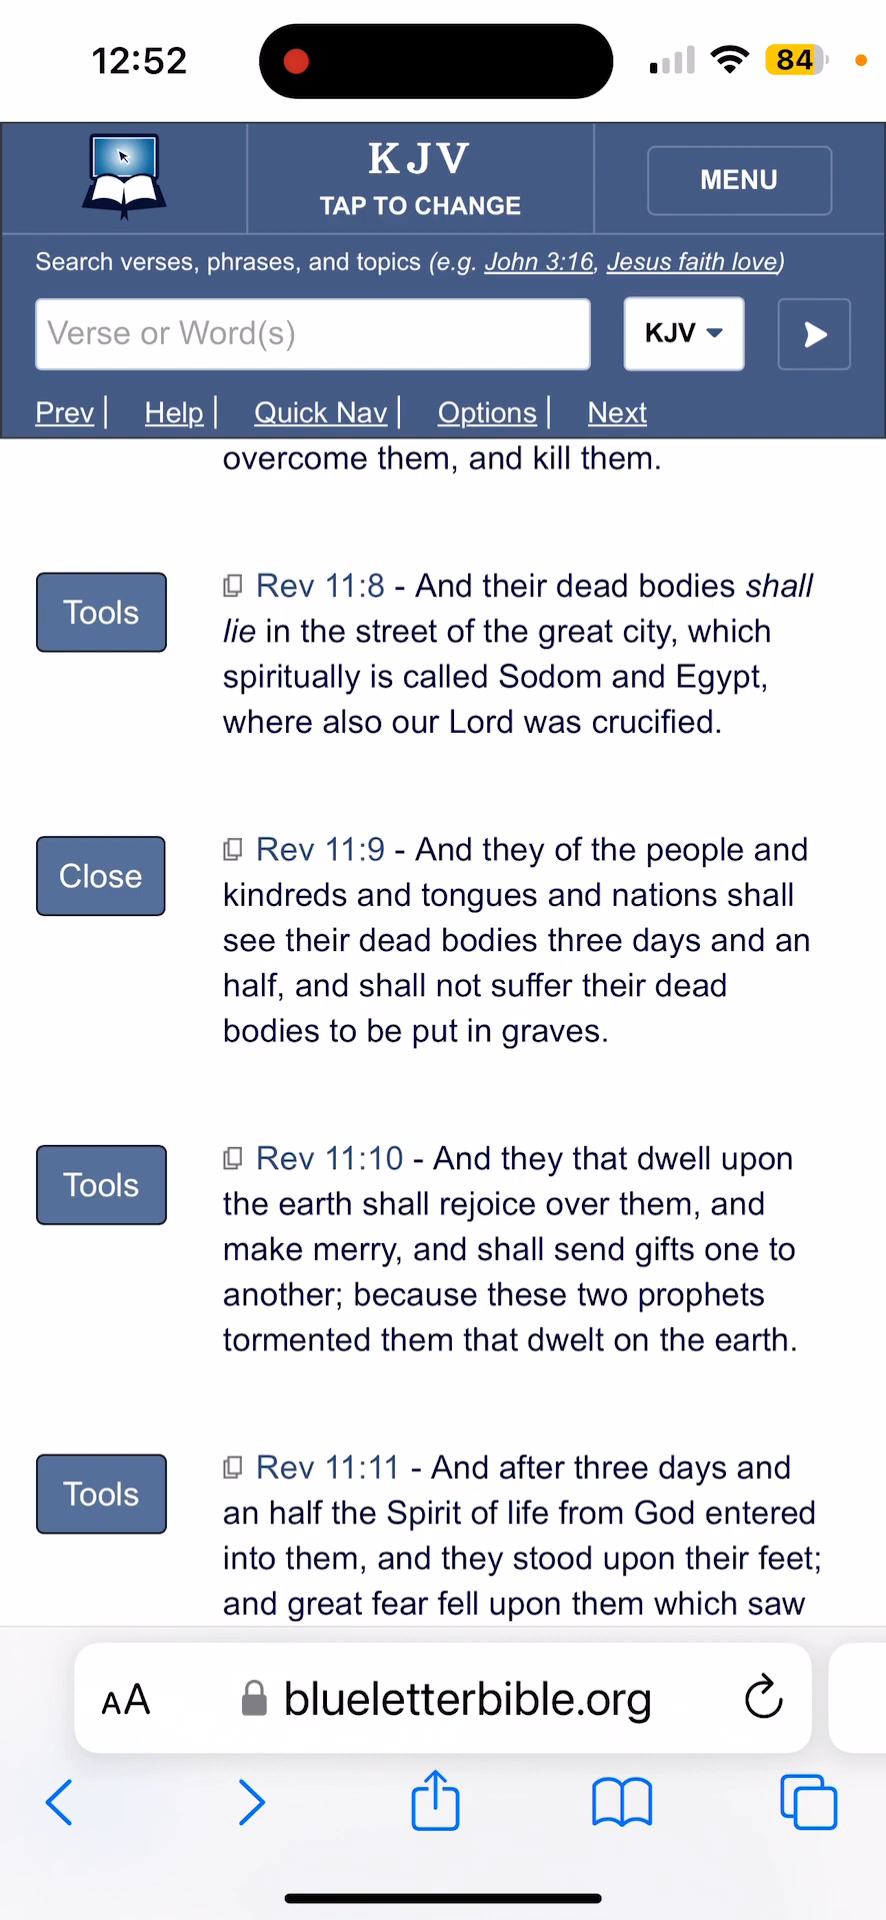 12:52
84
KJV
TAP TO CHANGE
MENU
Search verses, phrases, and topics (e.g. John 3:16, Jesus faith love)
Verse or Word(s)
KJV
Prev | Help | Quick Nav | Options | Next
overcome them, and kill them.
Tools
Rev 11:8 - And their dead bodies shall
lie in the street of the great city, which
spiritually is called Sodom and Egypt,
where also our Lord was crucified.
Close
Rev 11:9 - And they of the people and
kindreds and tongues and nations shall
see their dead bodies three days and an
half, and shall not suffer their dead
bodies to be put in graves.
Tools
Rev 11:10 - And they that dwell upon
the earth shall rejoice over them, and
make merry, and shall send gifts one to
another; because these two prophets
tormented them that dwelt on the earth.
Tools
Rev 11:11 - And after three days and
an half the Spirit of life from God entered
into them, and they stood upon their feet;
and great fear fell upon them which saw
AA
blueletterbible.org